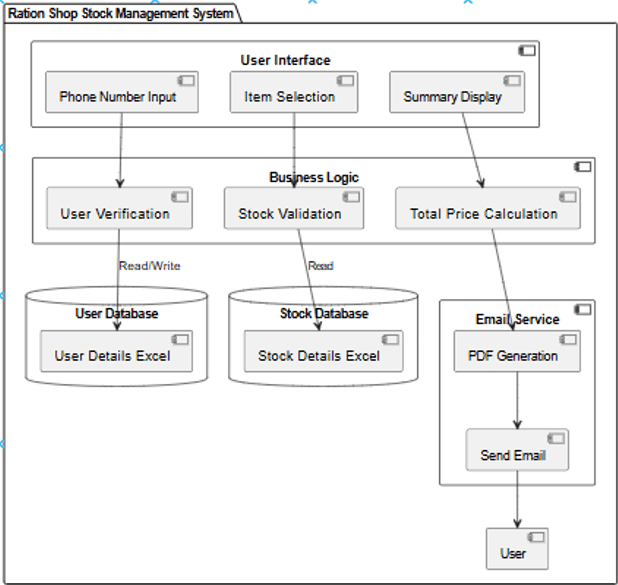 Ration Shop Stock Management System
User Interface
Phone Number Input
Item Selection
Summary Display
Business Logic
User Verification
Stock Validation
Total Price Calculation
Read/Write
Read
User Database
Stock Database
Email Service
User Details Excel
Stock Details Excel
PDF Generation
Send Email
User